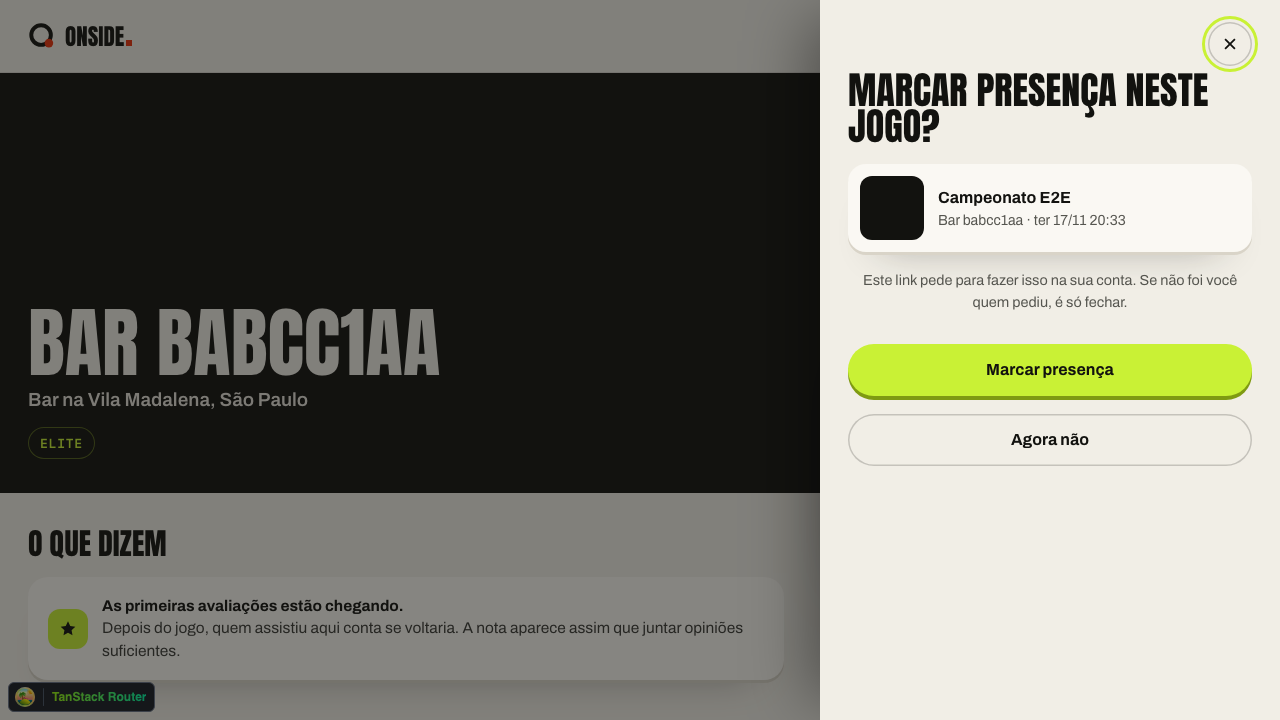 ONSIDE.
BAR BABCC1AA
Bar na Vila Madalena, São Paulo
ELITE
O QUE DIZEM
As primeiras avaliações estão chegando.
Depois do jogo, quem assistiu aqui conta se voltaria. A nota aparece assim que juntar opiniões
suficientes.
TanStack Router
MARCAR PRESENÇA NESTE
JOGO?
Campeonato E2E
Bar babcc1aa · ter 17/11 20:33
Este link pede para fazer isso na sua conta. Se não foi você
quem pediu, é só fechar.
Marcar presença
Agora não